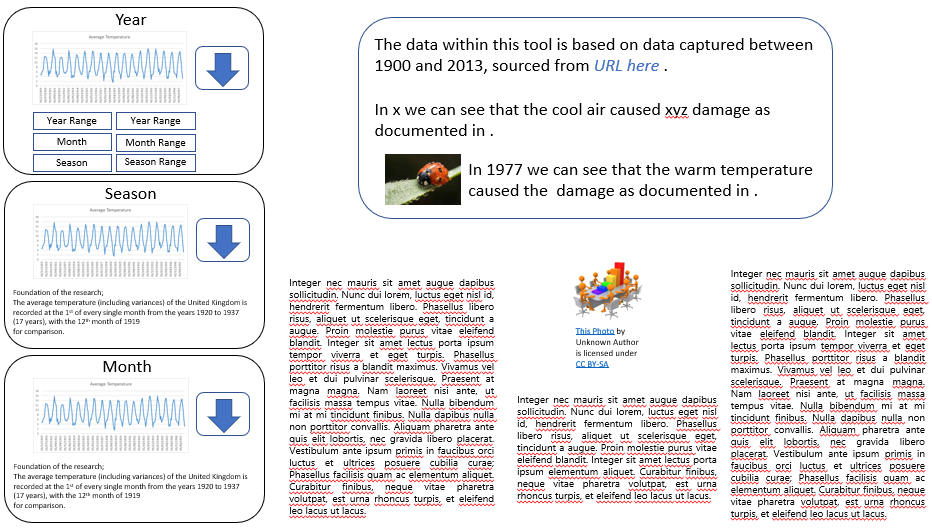 Year
Average Temperature
Year Range
Year Range
Month
Month Range
Season
Season Range
Season
Average Temperature
Foundation of the research;
The average temperature (including variances) of the United Kingdom is
recorded at the 1st of every single month from the years 1920 to 1937
(17 years), with the 12th month of 1919
for comparison.
Month
Average Temperature
Foundation of the research;
The average temperature (including variances) of the United Kingdom is
recorded at the 1st of every single month from the years 1920 to 1937
(17 years), with the 12th month of 1919
for comparison.
The data within this tool is based on data captured between
1900 and 2013, sourced from URL here .
In x we can see that the cool air caused xyz damage as
documented in .
In 1977 we can see that the warm temperature
caused the damage as documented in .
Integer nec mauris sit amet augue dapibus
sollicitudin. Nunc dui lorem, luctus eget nisl id,
hendrerit fermentum libero. Phasellus libero
risus, aliquet ut scelerisque eget, tincidunt a
augue. Proin molestie purus vitae eleifend
blandit. Integer sit amet lectus porta ipsum
tempor viverra et eget turpis. Phasellus
porttitor risus a blandit maximus. Vivamus vel
leo et dui pulvinar scelerisque. Praesent at
magna magna. Nam laoreet nisi ante, ut
facilisis massa tempus vitae. Nulla bibendum
mi at mi tincidunt finibus. Nulla dapibus nulla
non porttitor convallis. Aliquam pharetra ante
quis elit lobortis, nec gravida libero placerat.
Vestibulum ante ipsum primis in faucibus orci
luctus et ultrices posuere cubilia curae;
Phasellus facilisis quam ac elementum aliquet.
Curabitur finibus, neque vitae pharetra
volutpat, est urna rhoncus turpis, et eleifend
leo lacus ut lacus.
This Photo by
Unknown Author
is licensed under
CC BY-SA
Integer nec mauris sit amet augue dapibus
sollicitudin. Nunc dui lorem, luctus eget nisl
id, hendrerit fermentum libero. Phasellus
libero risus, aliquet ut scelerisque eget,
tincidunt a augue. Proin molestie purus vitae
eleifend blandit. Integer sit amet lectus porta
ipsum elementum aliquet. Curabitur finibus,
neque vitae pharetra volutpat, est urna
rhoncus turpis, et eleifend leo lacus ut lacus.
Integer nec mauris sit amet augue dapibus
sollicitudin. Nunc dui lorem, luctus eget nisl
id, hendrerit fermentum libero. Phasellus
libero risus, aliquet ut scelerisque eget,
tincidunt a augue. Proin molestie purus
vitae eleifend blandit. Integer sit amet
lectus porta ipsum tempor viverra et eget
turpis. Phasellus porttitor risus a blandit
maximus. Vivamus vel leo et dui pulvinar
scelerisque. Praesent at magna magna.
Nam laoreet nisi ante, ut facilisis massa
tempus vitae. Nulla bibendum mi at mi
tincidunt finibus. Nulla dapibus nulla non
porttitor convallis. Aliquam pharetra ante
quis elit lobortis, nec gravida libero
placerat. Vestibulum ante ipsum primis in
faucibus orci luctus et ultrices posuere
cubilia curae; Phasellus facilisis quam ac
elementum aliquet. Curabitur finibus, neque
vitae pharetra volutpat, est urna rhoncus
turpis, et eleifend leo lacus ut lacus.